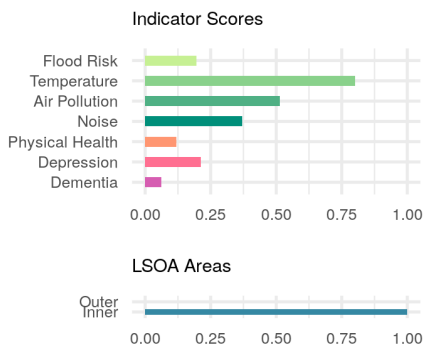 Indicator Scores
Flood Risk
Temperature
Air Pollution
Noise
Physical Health
Depression
Dementia
0.00 0.25 0.50 0.75 1.00
LSOA Areas
Outer
Inner
0.00 0.25 0.50 0.75 1.00